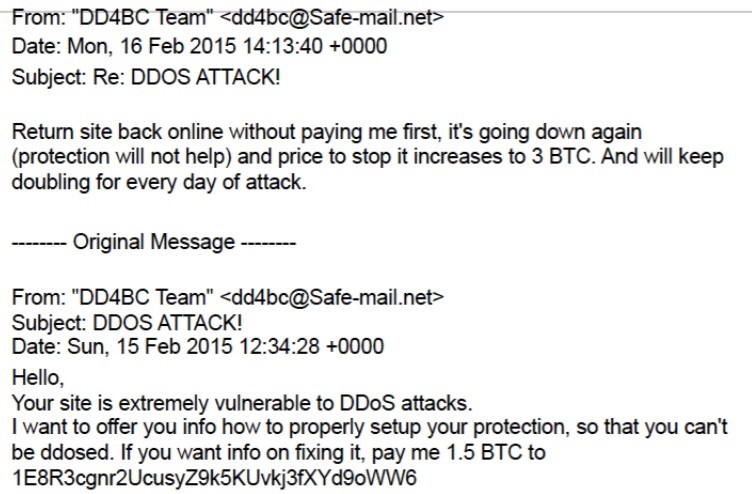 From: "DD4BC Team" <dd4bc@Safe-mail.net>
Date: Mon, 16 Feb 2015 14:13:40 +0000
Subject: Re: DDOS ATTACK!
Return site back online without paying me first, it's going down again
(protection will not help) and price to stop it increases to 3 BTC. And will keep
doubling for every day of attack.
-------- Original Message --------
From: "DD4BC Team" <dd4bc@Safe-mail.net>
Subject: DDOS ATTACK!
Date: Sun, 15 Feb 2015 12:34:28 +0000
Hello,
Your site is extremely vulnerable to DDoS attacks.
I want to offer you info how to properly setup your protection, so that you can't
be ddosed. If you want info on fixing it, pay me 1.5 BTC to
1E8R3cgnr2UcusyZ9k5KUvkj3fXYd9oWW6